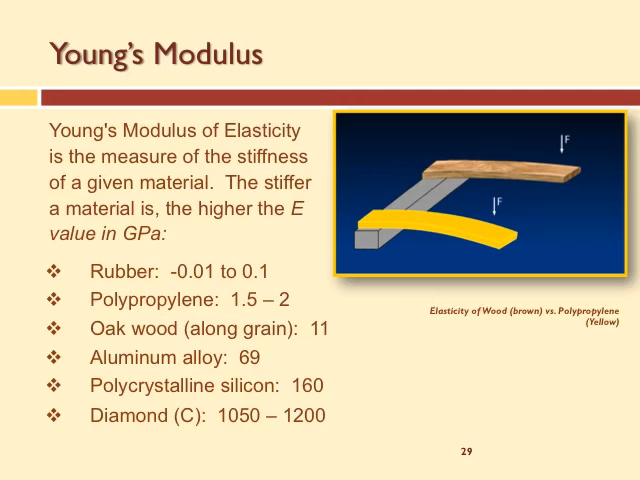 Young's Modulus
Young's Modulus of Elasticity
is the measure of the stiffness
of a given material.  The stiffer
a material is, the higher the E
value in GPa:
❖ Rubber:  -0.01 to 0.1
❖ Polypropylene:  1.5 – 2
❖ Oak wood (along grain):  11
❖ Aluminum alloy:  69
❖ Polycrystalline silicon:  160
❖ Diamond (C):  1050 – 1200
F
F
Elasticity of Wood (brown) vs. Polypropylene
(Yellow)
29